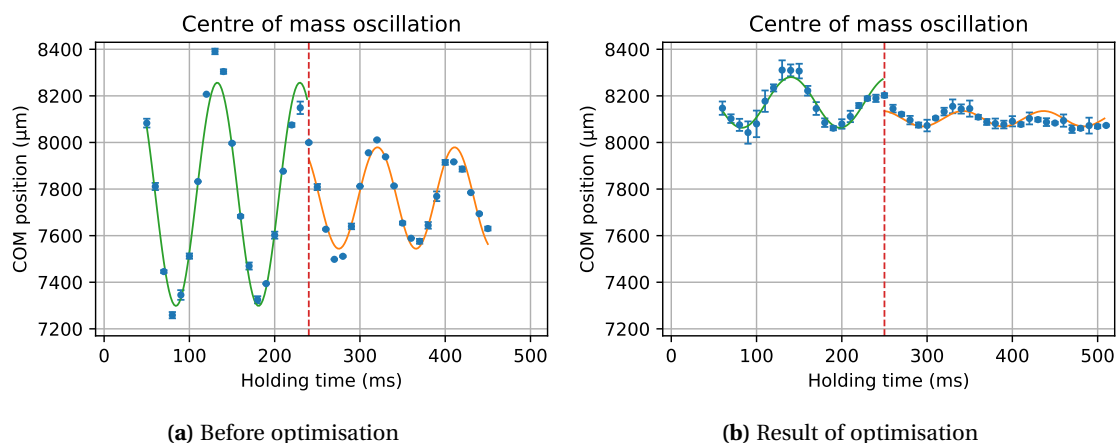 Centre of mass oscillation
COM position (µm)
8400
8200
8000
7800
7600
7400
7200
0 100 200 300 400 500
Holding time (ms)
(a) Before optimisation
Centre of mass oscillation
COM position (µm)
8400
8200
8000
7800
7600
7400
7200
0 100 200 300 400 500
Holding time (ms)
(b) Result of optimisation